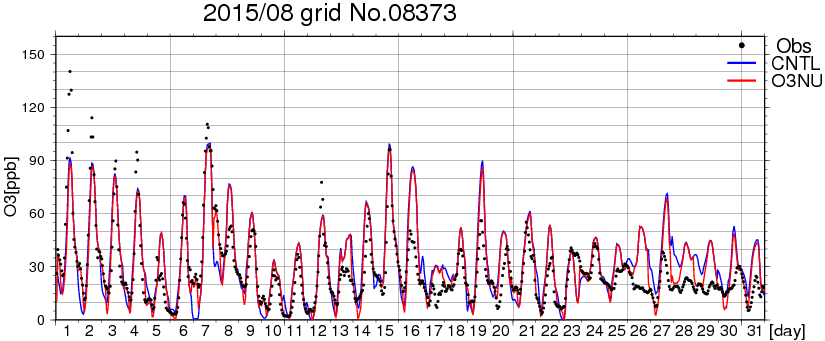 2015/08 grid No.08373
O3[ppb]
150
120
90
60
30
0
Obs
CNTL
O3NU
1 2 3 4 5 6 7 8 9 10 11 12 13 14 15 16 17 18 19 20 21 22 23 24 25 26 27 28 29 30 31 [day]